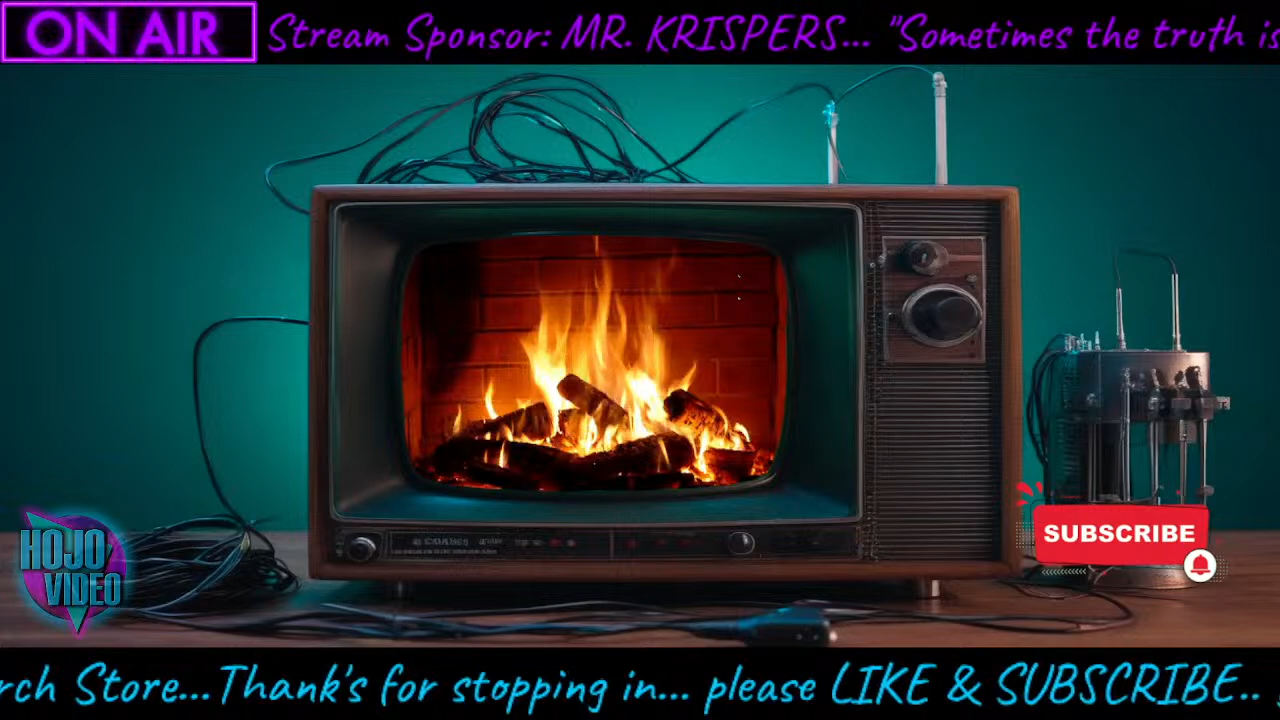 ON AIR
Stream Sponsor: MR. KRISPERS... "Sometimes the truth is
SUBSCRIBE
HOJO
VIDEO
rch Store...Thank's for stopping in... please LIKE & SUBSCRIBE..